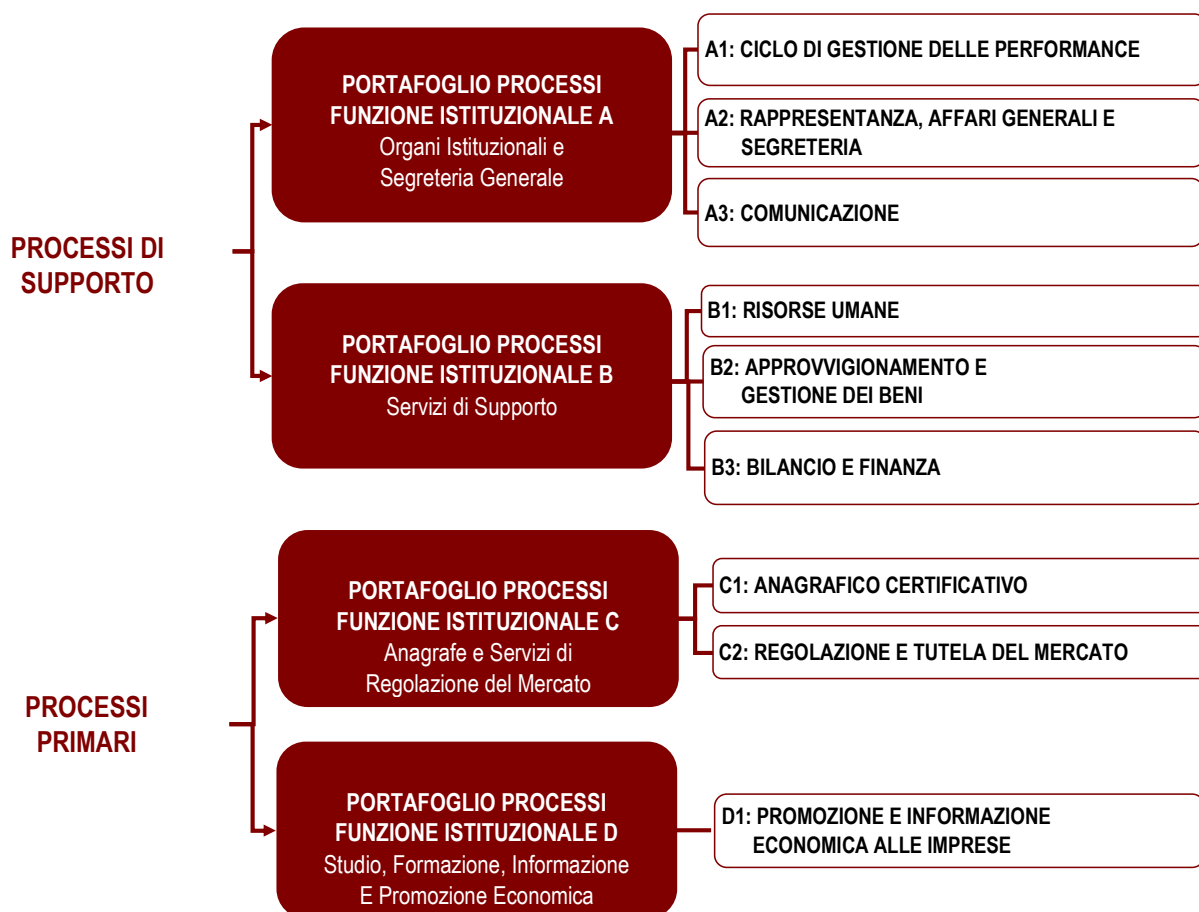 PROCESSI DI
SUPPORTO
PORTAFOGLIO PROCESSI
FUNZIONE ISTITUZIONALE A
Organi Istituzionali e
Segreteria Generale
A1: CICLO DI GESTIONE DELLE PERFORMANCE
A2: RAPPRESENTANZA, AFFARI GENERALI E
SEGRETERIA
A3: COMUNICAZIONE
PORTAFOGLIO PROCESSI
FUNZIONE ISTITUZIONALE B
Servizi di Supporto
B1: RISORSE UMANE
B2: APPROVVIGIONAMENTO E
GESTIONE DEI BENI
B3: BILANCIO E FINANZA
PROCESSI
PRIMARI
PORTAFOGLIO PROCESSI
FUNZIONE ISTITUZIONALE C
Anagrafe e Servizi di
Regolazione del Mercato
C1: ANAGRAFICO CERTIFICATIVO
C2: REGOLAZIONE E TUTELA DEL MERCATO
PORTAFOGLIO PROCESSI
FUNZIONE ISTITUZIONALE D
Studio, Formazione, Informazione
E Promozione Economica
D1: PROMOZIONE E INFORMAZIONE
ECONOMICA ALLE IMPRESE